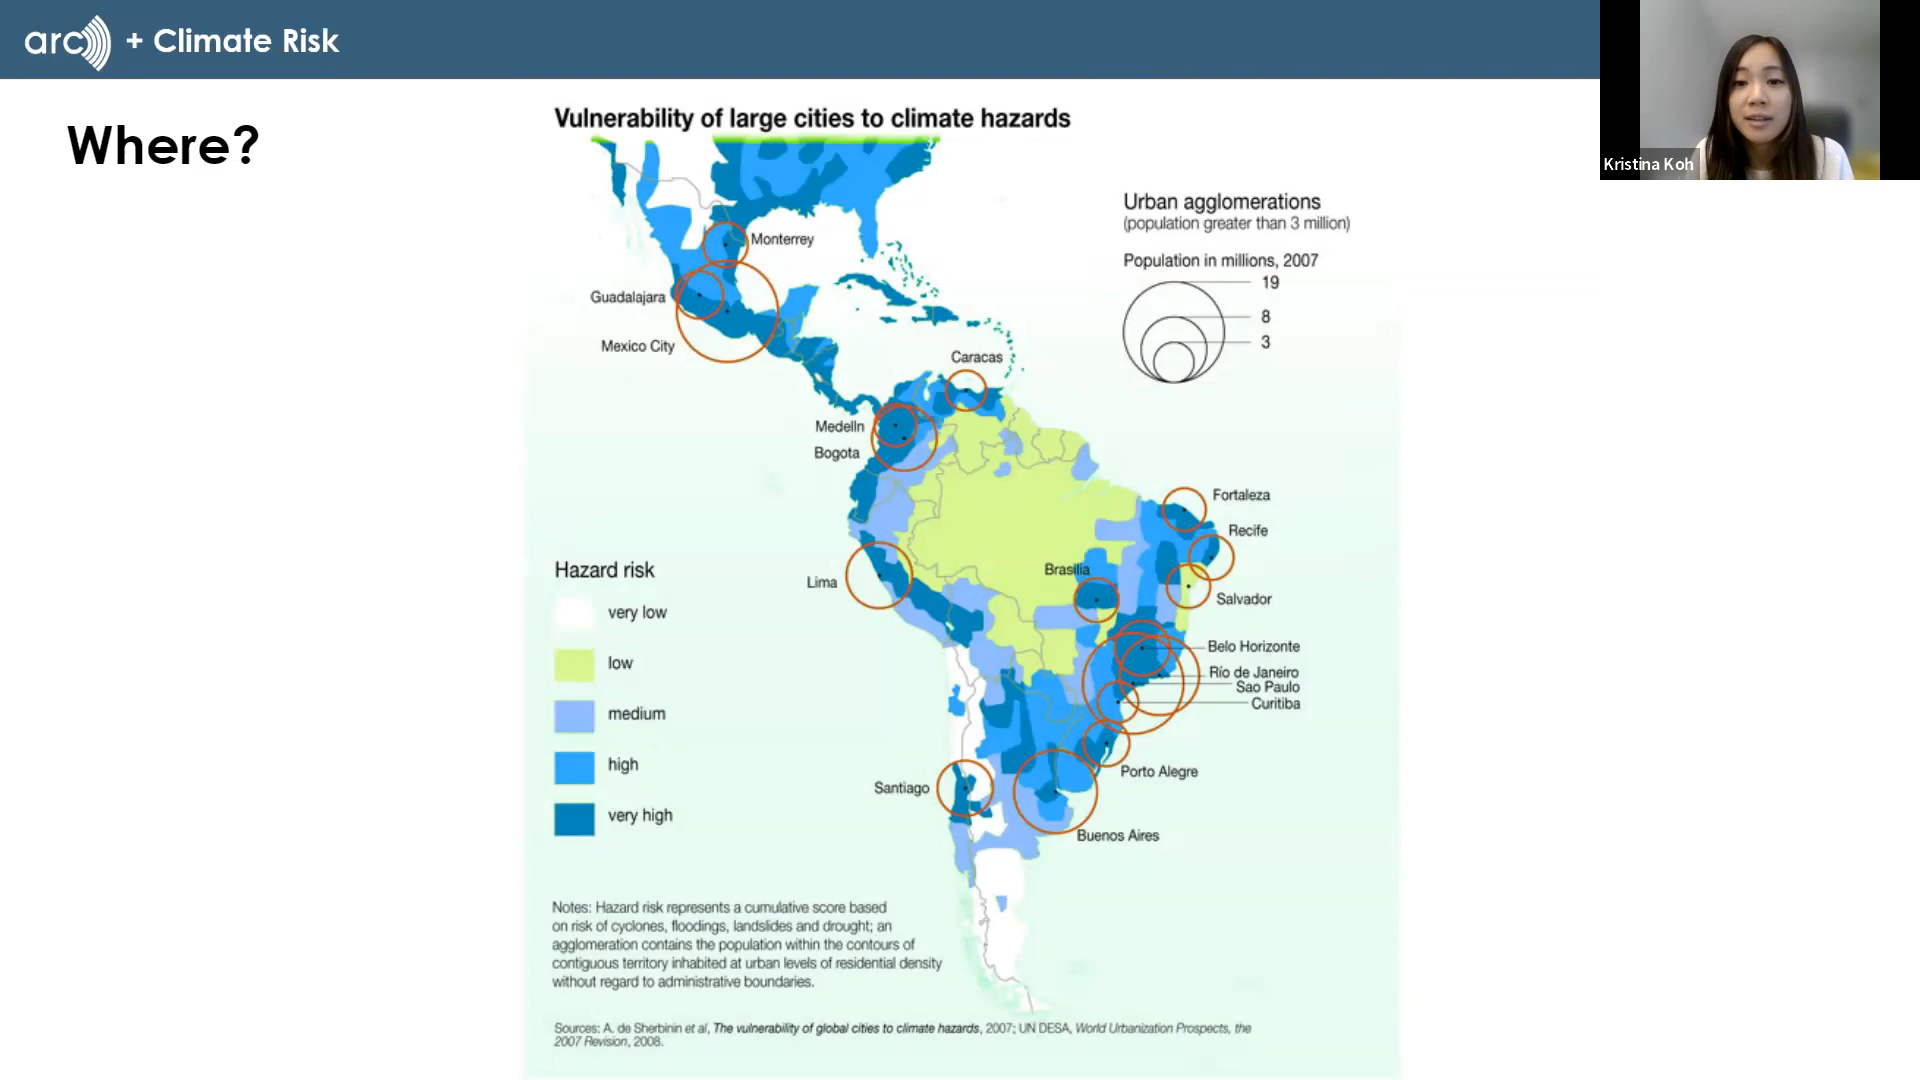 arc + Climate Risk
Kristina Koh
Where?
Vulnerability of large cities to climate hazards
Urban agglomerations
(population greater than 3 million)
Population in millions, 2007
19
8
3
Monterrey
Guadalajara
Mexico City
Caracas
Medelln
Bogota
Fortaleza
Recife
Brasilia
Lima
Salvador
Belo Horizonte
Río de Janeiro
Sao Paulo
Curitiba
Porto Alegre
Santiago
Buenos Aires
Hazard risk
very low
low
medium
high
very high
Notes: Hazard risk represents a cumulative score based
on risk of cyclones, floodings, landslides and drought; an
agglomeration contains the population within the contours of
contiguous territory inhabited at urban levels of residential density
without regard to administrative boundaries.
Sources: A. de Sherbinin et al, The vulnerability of global cities to climate hazards, 2007; UN DESA, World Urbanization Prospects, the
2007 Revision, 2008.